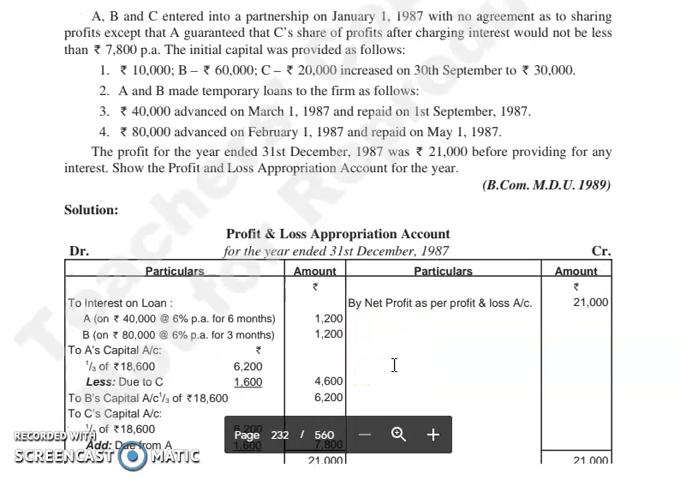 A, B and C entered into a partnership on January 1, 1987 with no agreement as to sharing
profits except that A guaranteed that C's share of profits after charging interest would not be less
than ₹ 7,800 p.a. The initial capital was provided as follows:
1. ₹ 10,000; B – ₹ 60,000; C – ₹ 20,000 increased on 30th September to ₹ 30,000.
2. A and B made temporary loans to the firm as follows:
3. ₹ 40,000 advanced on March 1, 1987 and repaid on 1st September, 1987.
4. ₹ 80,000 advanced on February 1, 1987 and repaid on May 1, 1987.
The profit for the year ended 31st December, 1987 was ₹ 21,000 before providing for any
interest. Show the Profit and Loss Appropriation Account for the year.
(B.Com. M.D.U. 1989)
Solution:
Profit & Loss Appropriation Account
Dr. for the year ended 31st December, 1987 Cr.
Particulars Amount Particulars Amount
₹ ₹
To Interest on Loan : By Net Profit as per profit & loss A/c. 21,000
A (on ₹ 40,000 @ 6% p.a. for 6 months) 1,200
B (on ₹ 80,000 @ 6% p.a. for 3 months) 1,200
To A's Capital A/c: ₹
1/3 of ₹18,600 6,200
Less: Due to C 1,600 4,600
To B's Capital A/c 1/3 of ₹18,600 6,200
To C's Capital A/c:
of ₹18,600 6,200
Add: Due from A 1,600 7,800
21,000 21,000
Page 232 / 560
RECORDED WITH
SCREENCAST MATIC